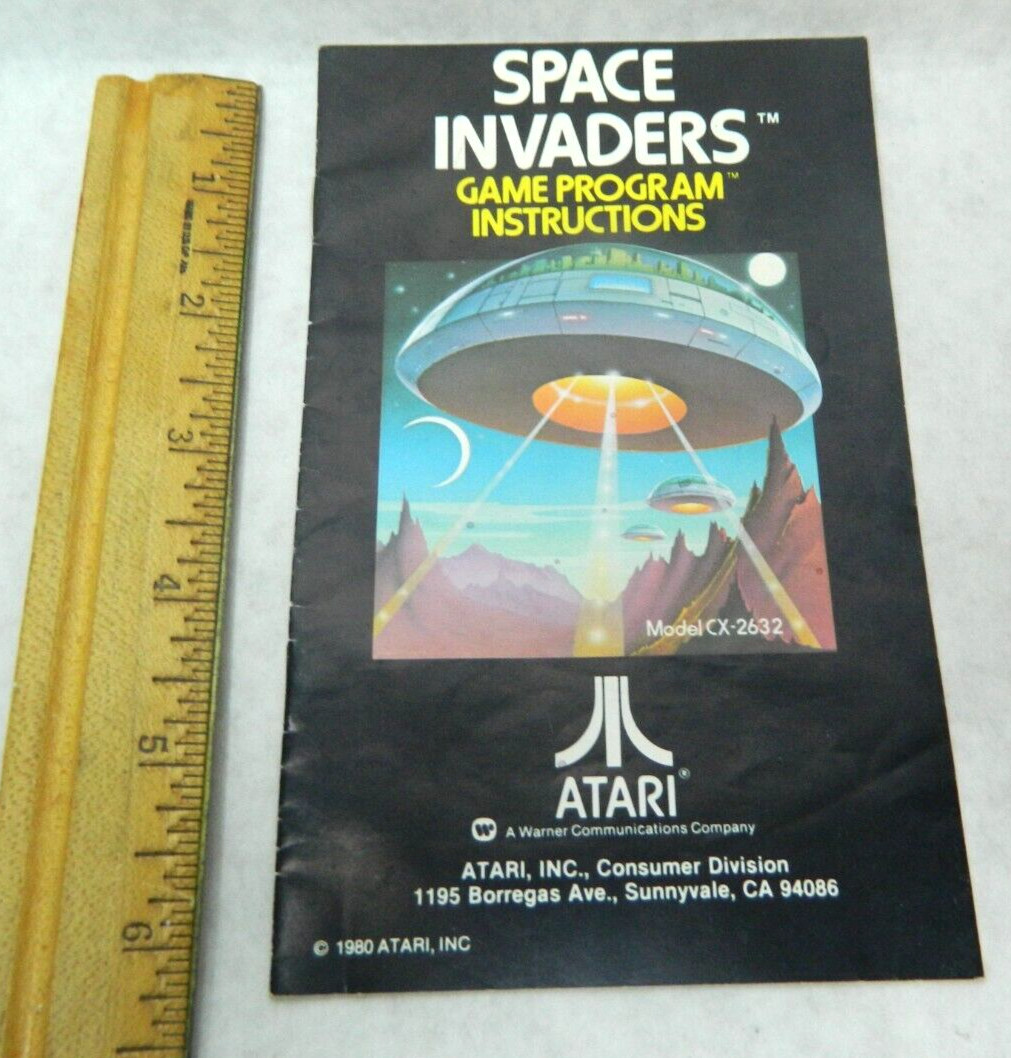 SPACE
INVADERS™
GAME PROGRAM™
INSTRUCTIONS
Model CX-2632
ATARI®
W A Warner Communications Company
ATARI, INC., Consumer Division
1195 Borregas Ave., Sunnyvale, CA 94086
© 1980 ATARI, INC
1
2
3
4
5
6